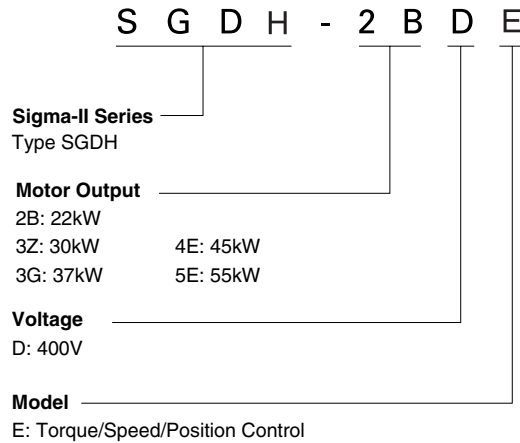 S G D H - 2 B D E
Sigma-II Series
Type SGDH
Motor Output
2B: 22kW
3Z: 30kW 4E: 45kW
3G: 37kW 5E: 55kW
Voltage
D: 400V
Model
E: Torque/Speed/Position Control